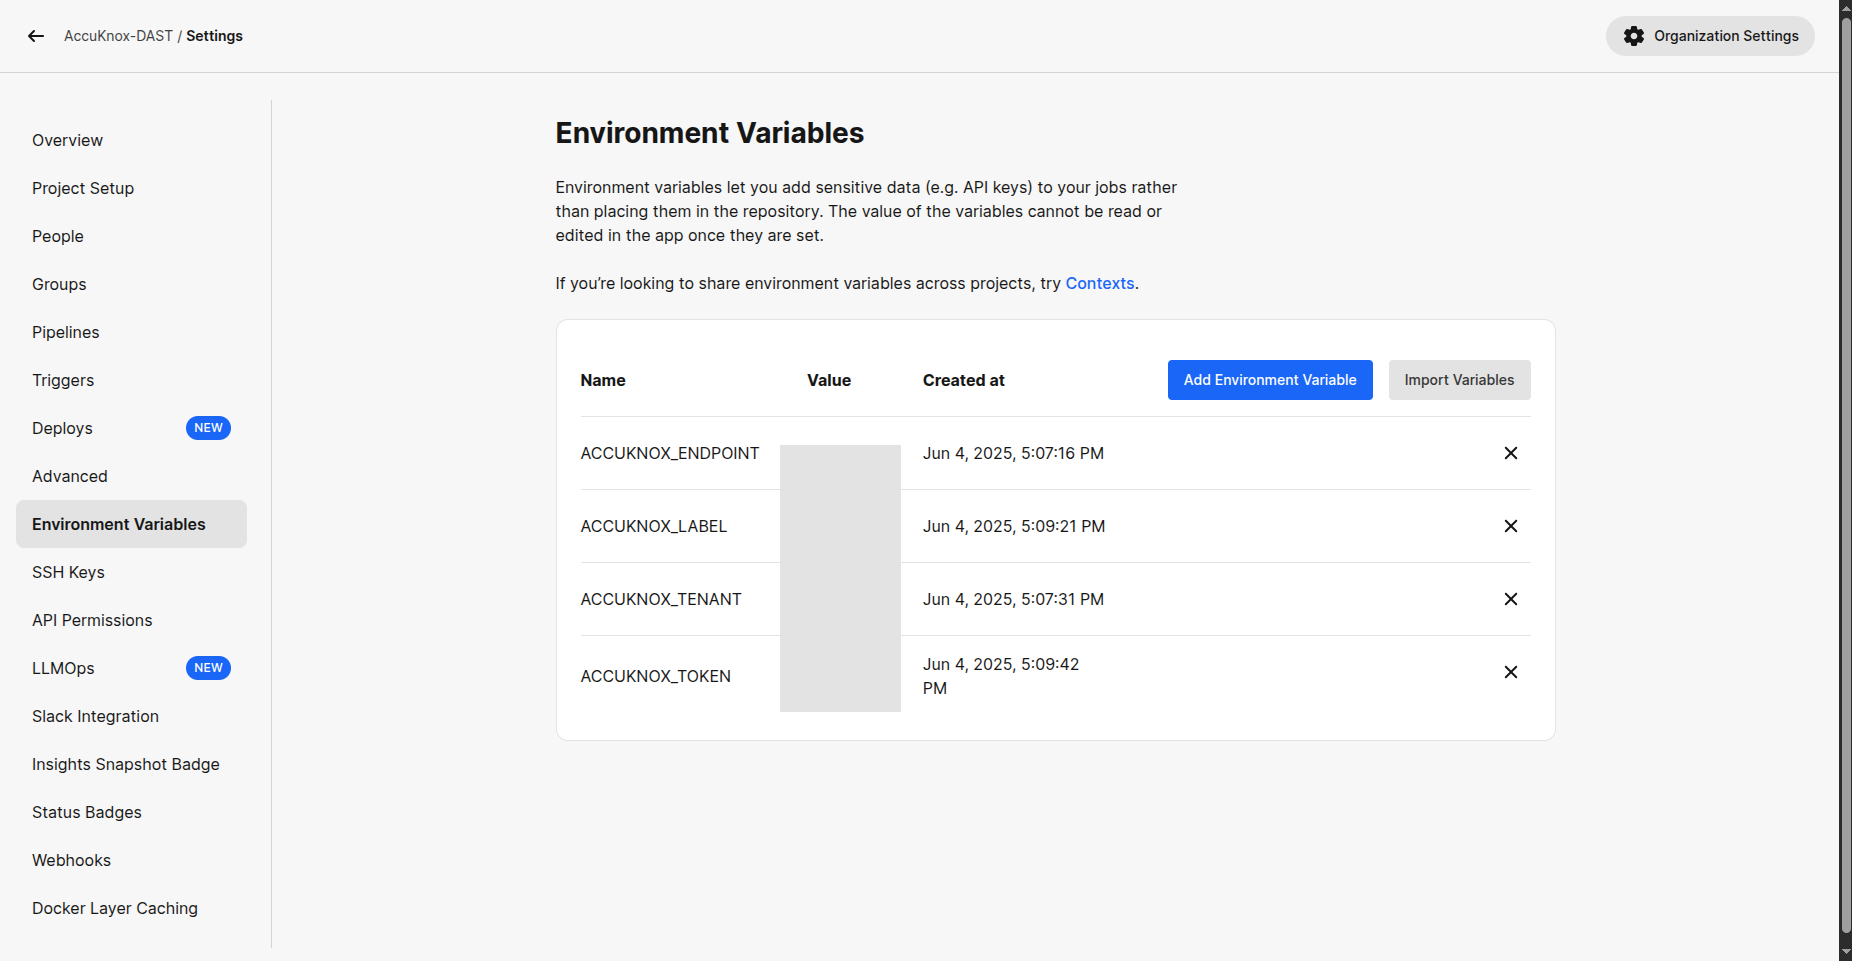 AccuKnox-DAST / Settings
Organization Settings
Overview
Project Setup
People
Groups
Pipelines
Triggers
Deploys NEW
Advanced
Environment Variables
SSH Keys
API Permissions
LLMOps NEW
Slack Integration
Insights Snapshot Badge
Status Badges
Webhooks
Docker Layer Caching
Environment Variables
Environment variables let you add sensitive data (e.g. API keys) to your jobs rather
than placing them in the repository. The value of the variables cannot be read or
edited in the app once they are set.
If you’re looking to share environment variables across projects, try Contexts.
Name Value Created at Add Environment Variable Import Variables
ACCUKNOX_ENDPOINT Jun 4, 2025, 5:07:16 PM
ACCUKNOX_LABEL Jun 4, 2025, 5:09:21 PM
ACCUKNOX_TENANT Jun 4, 2025, 5:07:31 PM
ACCUKNOX_TOKEN Jun 4, 2025, 5:09:42
PM